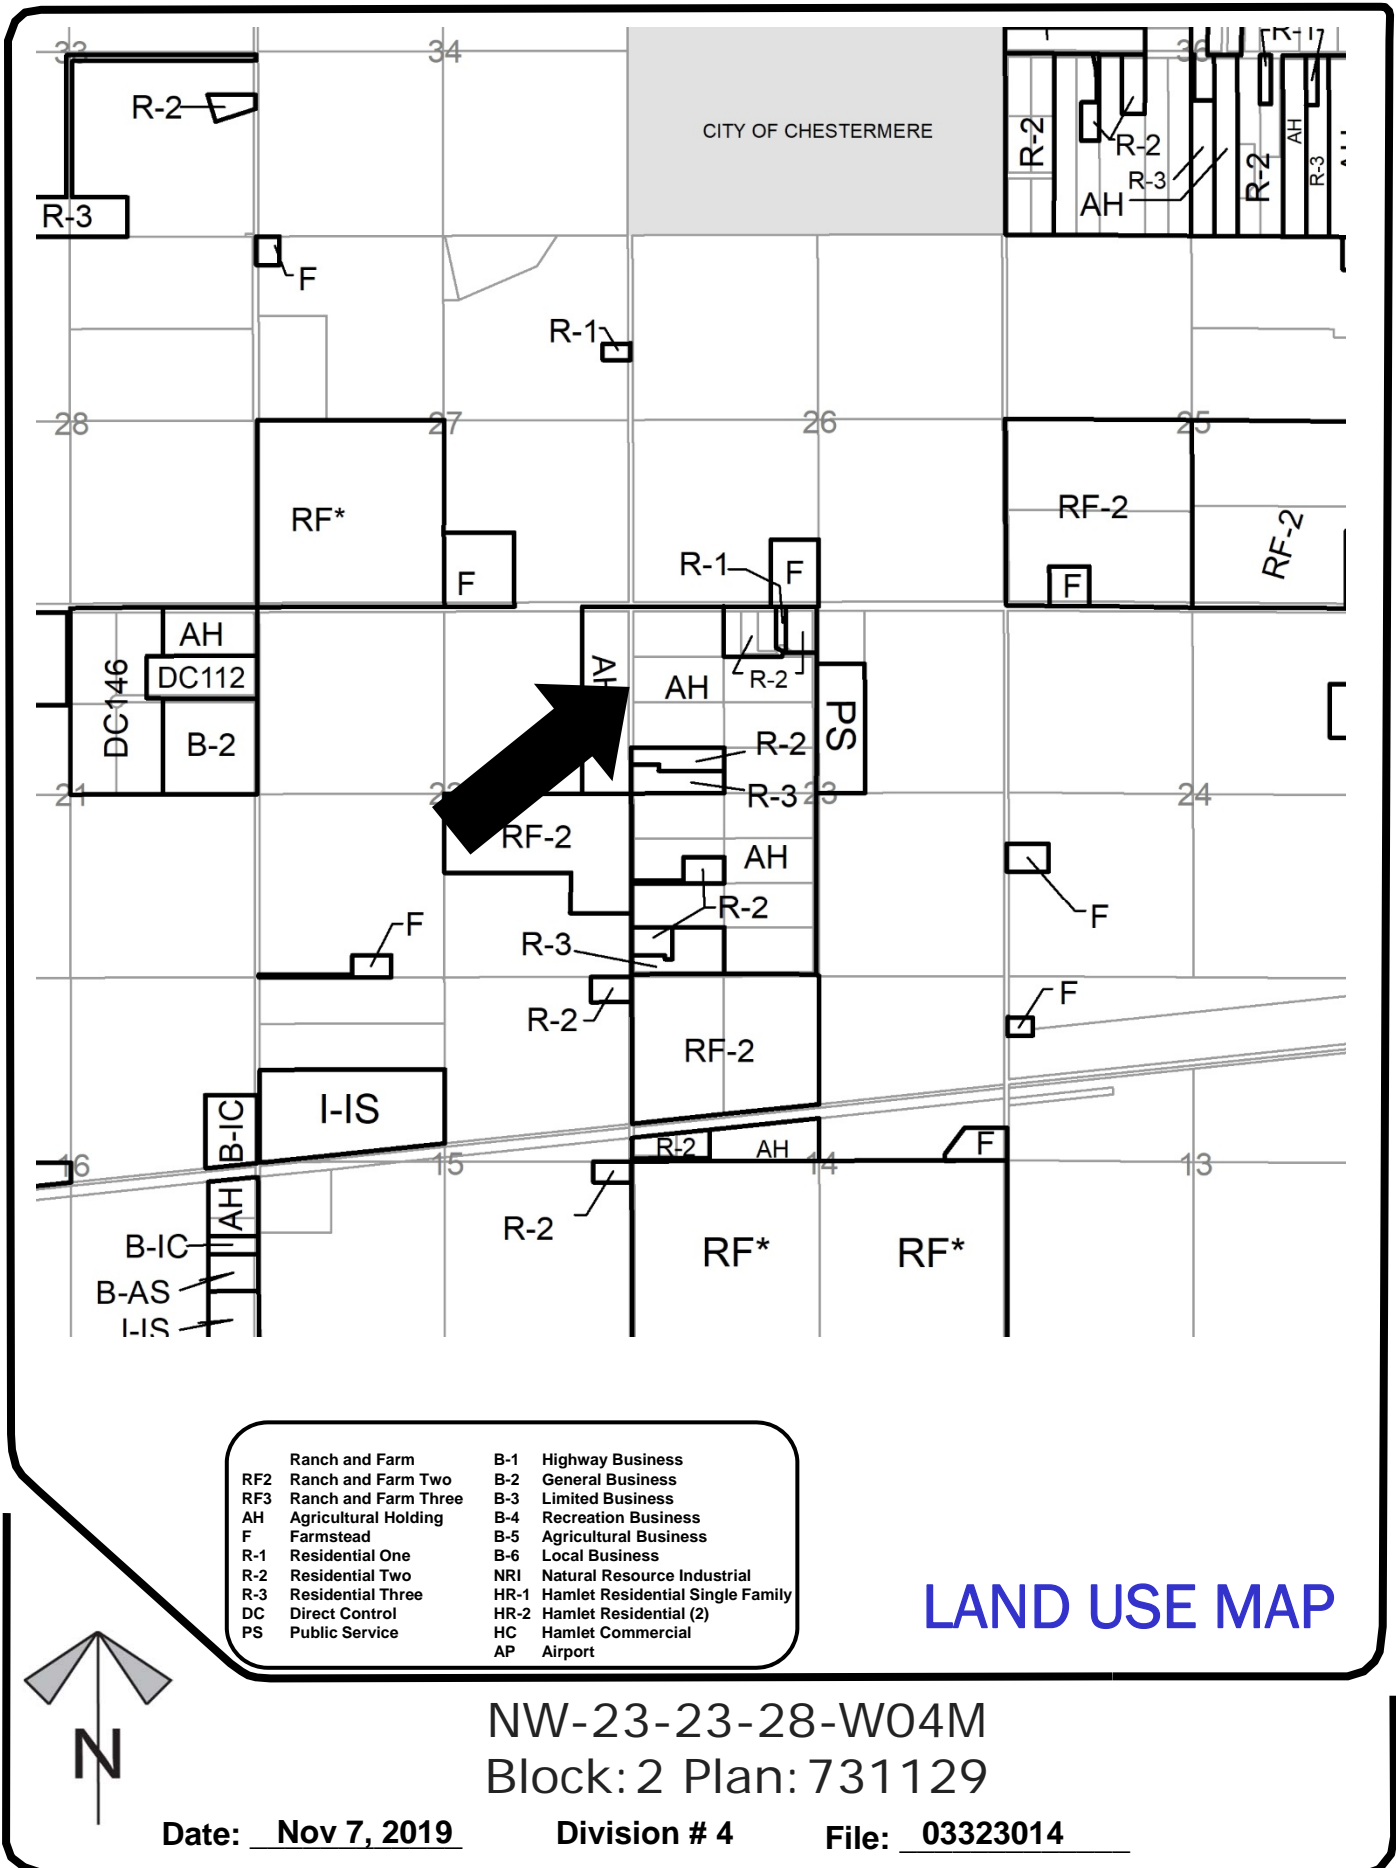 33
34
36
R-1
R-2
CITY OF CHESTERMERE
R-2
R-2
R-3
AH
R-2
AH
R-3
R-3
F
R-1
28
27
26
25
RF*
RF-2
RF-2
F
R-1
F
F
AH
DC112
DC146
B-2
AH
AH
R-2
PS
R-2
R-3
21
23
24
RF-2
AH
R-2
F
R-3
F
R-2
F
RF-2
I-IS
B-IC
R-2
AH
F
16
15
14
13
AH
R-2
B-IC
RF*
RF*
B-AS
I-IS
Ranch and Farm
RF2 Ranch and Farm Two
RF3 Ranch and Farm Three
AH Agricultural Holding
F Farmstead
R-1 Residential One
R-2 Residential Two
R-3 Residential Three
DC Direct Control
PS Public Service
B-1 Highway Business
B-2 General Business
B-3 Limited Business
B-4 Recreation Business
B-5 Agricultural Business
B-6 Local Business
NRI Natural Resource Industrial
HR-1 Hamlet Residential Single Family
HR-2 Hamlet Residential (2)
HC Hamlet Commercial
AP Airport
LAND USE MAP
N
NW-23-23-28-W04M
Block:2 Plan:731129
Date: Nov 7, 2019 Division # 4 File: 03323014